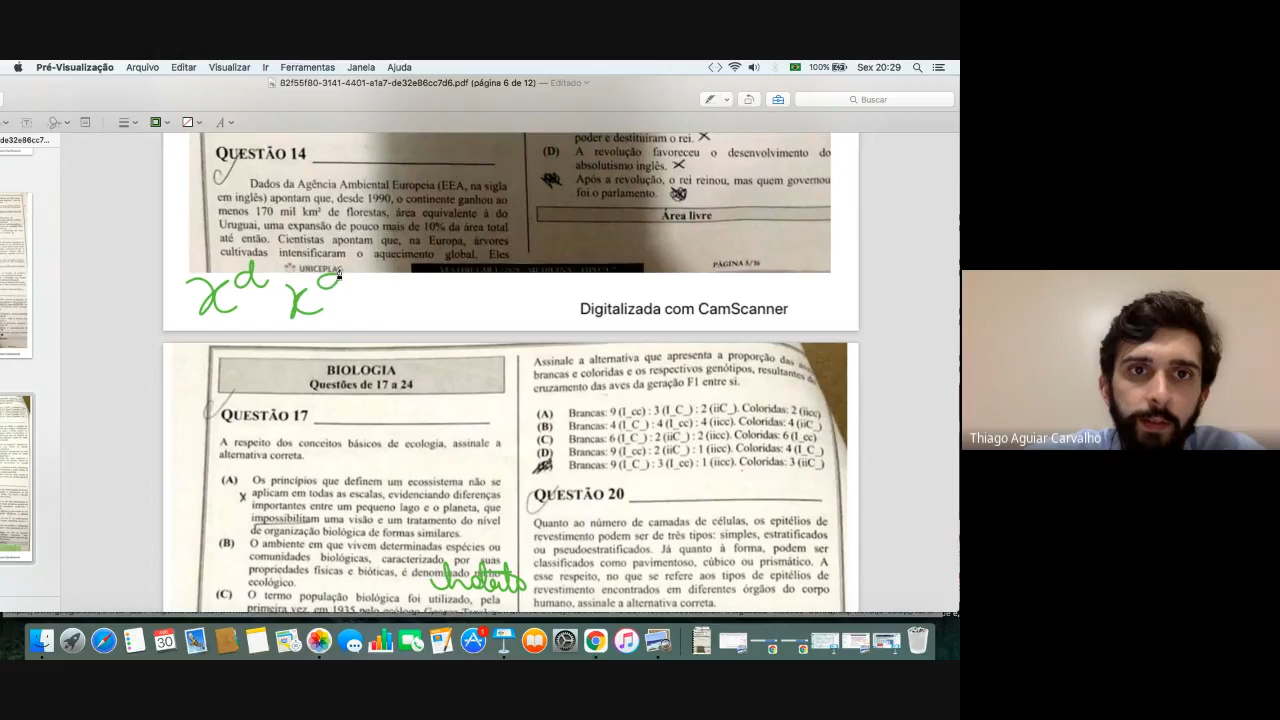 Pré-Visualização Arquivo Editar Visualizar Ir Ferramentas Janela Ajuda
100% Sex 20:29
82f55f80-3141-4401-a1a7-de32e86cc7d6.pdf (página 6 de 12) — Editado
Buscar
de32e86cc7...
QUESTÃO 14
Dados da Agência Ambiental Europeia (EEA, na sigla
em inglês) apontam que, desde 1990, o continente ganhou ao
menos 170 mil km² de florestas, área equivalente à do
Uruguai, uma expansão de pouco mais de 10% da área total
até então. Cientistas apontam que, na Europa, árvores
cultivadas intensificaram o aquecimento global. Eles
UNICEPLAC
poder e destituíram o rei.
(D) A revolução favoreceu o desenvolvimento do
absolutismo inglês.
Após a revolução, o rei reinou, mas quem governou
foi o parlamento.
Área livre
PÁGINA 5/16
x^d x
Digitalizada com CamScanner
BIOLOGIA
Questões de 17 a 24
QUESTÃO 17
A respeito dos conceitos básicos de ecologia, assinale a
alternativa correta.
(A) Os princípios que definem um ecossistema não se
x aplicam em todas as escalas, evidenciando diferenças
importantes entre um pequeno lago e o planeta, que
impossibilitam uma visão e um tratamento do nível
de organização biológica de formas similares.
(B) O ambiente em que vivem determinadas espécies ou
comunidades biológicas, caracterizado por suas
propriedades físicas e bióticas, é denominado
ecológico.
(C) O termo população biológica foi utilizado, pela
primeira vez, em 1935 pelo
Assinale a alternativa que apresenta a proporção das aves
brancas e coloridas e os respectivos genótipos, resultantes do
cruzamento das aves da geração F1 entre si.
(A) Brancas: 9 (I_cc) : 3 (I_C_) : 2 (iiC_). Coloridas: 2 (iicc)
(B) Brancas: 4 (I_C_) : 4 (I_cc) : 4 (iicc). Coloridas: 4 (iiC_)
(C) Brancas: 6 (I_C_) : 2 (iiC_) : 2 (iicc). Coloridas: 6 (I_cc)
(D) Brancas: 9 (I_cc) : 2 (iiC_) : 1 (iicc). Coloridas: 4 (I_C_)
Brancas: 9 (I_C_) : 3 (I_cc) : 1 (iicc). Coloridas: 3 (iiC_)
QUESTÃO 20
Quanto ao número de camadas de células, os epitélios de
revestimento podem ser de três tipos: simples, estratificados
ou pseudoestratificados. Já quanto à forma, podem ser
classificados como pavimentoso, cúbico ou prismático. A
esse respeito, no que se refere aos tipos de epitélios de
revestimento encontrados em diferentes órgãos do corpo
humano, assinale a alternativa correta.
Thiago Aguiar Carvalho